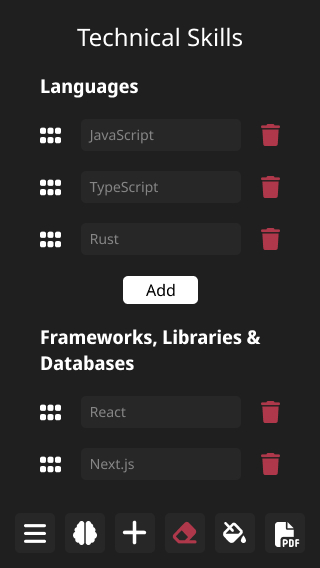 Technical Skills
Languages
JavaScript
TypeScript
Rust
Add
Frameworks, Libraries &
Databases
React
Next.js
PDF